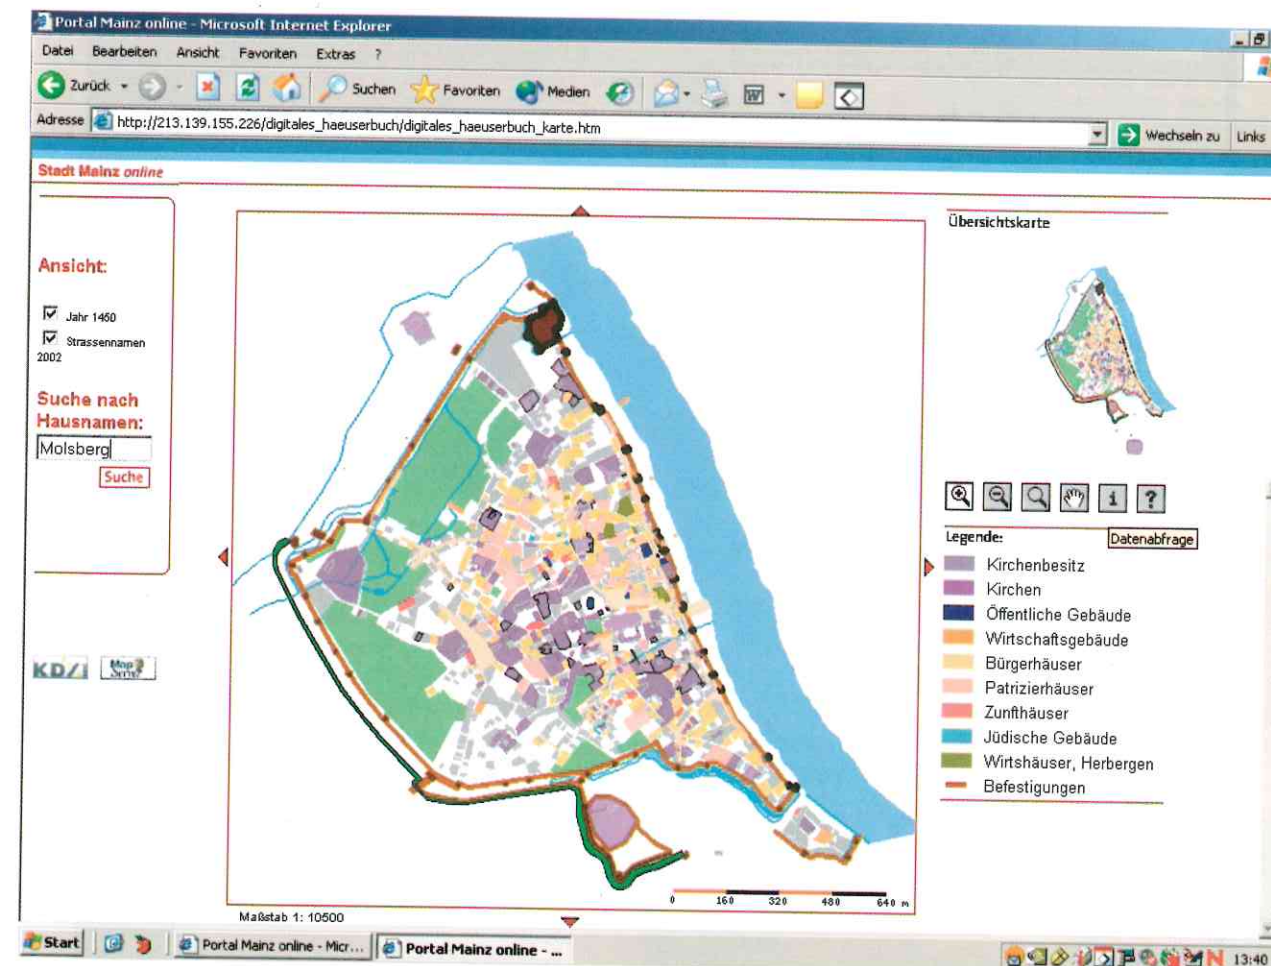 Portal Mainz online - Microsoft Internet Explorer
Datei Bearbeiten Ansicht Favoriten Extras ?
Zurück Suchen Favoriten Medien
Adresse http://213.139.155.226/digitales_haeuserbuch/digitales_haeuserbuch_karte.htm Wechseln zu Links
Stadt Mainz online
Ansicht:
Jahr 1450
Strassennamen
2002
Suche nach
Hausnamen:
Molsberg
Suche
KD
Map
Übersichtskarte
i ?
Legende: Datenabfrage
Kirchenbesitz
Kirchen
Öffentliche Gebäude
Wirtschaftsgebäude
Bürgerhäuser
Patrizierhäuser
Zunfthäuser
Jüdische Gebäude
Wirtshäuser, Herbergen
Befestigungen
0 160 320 480 640 m
Maßstab 1: 10500
Start Portal Mainz online - Micr... Portal Mainz online - ... 13:40